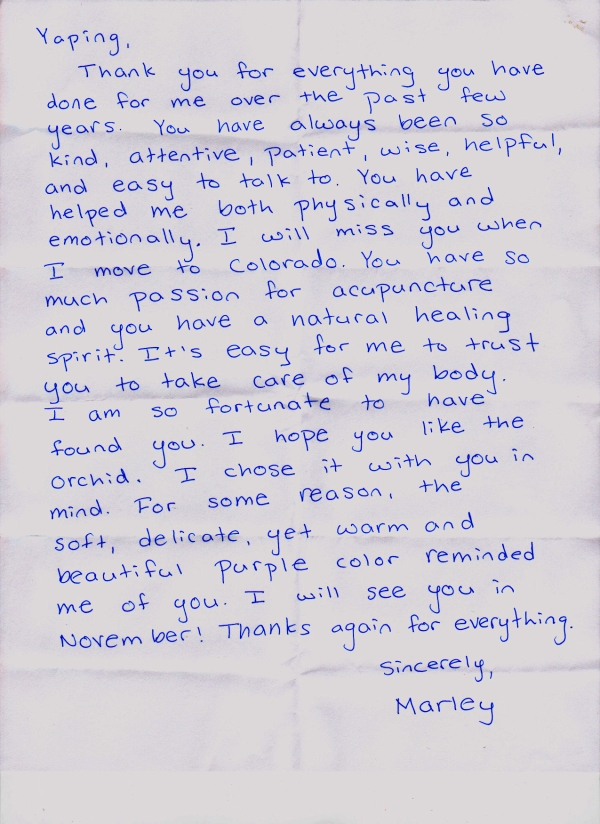 Yaping,
Thank you for everything you have
done for me over the past few
years. You have always been so
kind, attentive, patient, wise, helpful,
and easy to talk to. You have
helped me both physically and
emotionally. I will miss you when
I move to Colorado. You have so
much passion for acupuncture
and you have a natural healing
spirit. It's easy for me to trust
you to take care of my body.
I am so fortunate to have
found you. I hope you like the
orchid. I chose it with you in
mind. For some reason, the
soft, delicate, yet warm and
beautiful purple color reminded
me of you. I will see you in
November! Thanks again for everything.
Sincerely,
Marley